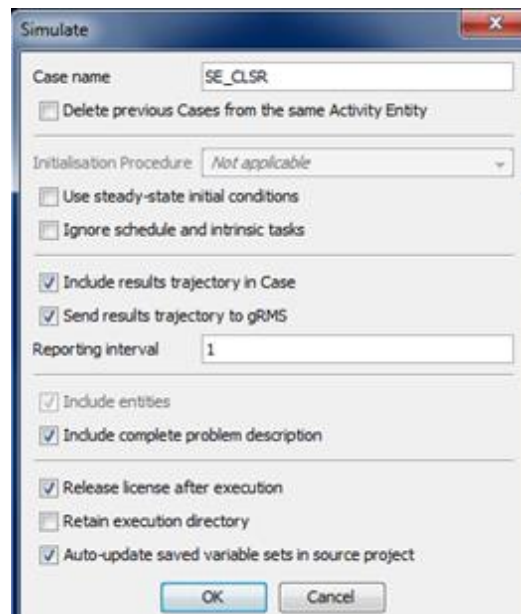 Simulate
Case name SE_CLSR
Delete previous Cases from the same Activity Entity
Initialisation Procedure Not applicable
Use steady-state initial conditions
Ignore schedule and intrinsic tasks
Include results trajectory in Case
Send results trajectory to gRMS
Reporting interval 1
Include entities
Include complete problem description
Release license after execution
Retain execution directory
Auto-update saved variable sets in source project
OK Cancel